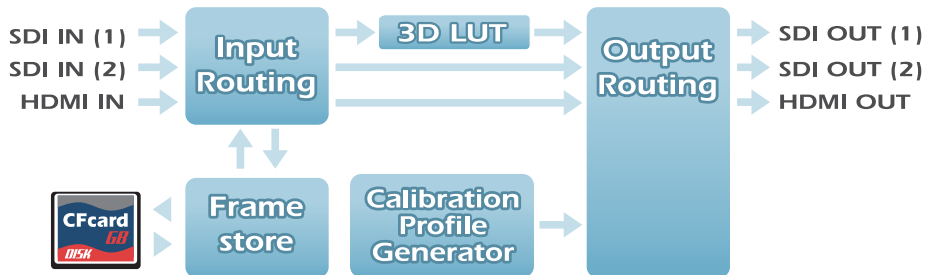 SDI IN (1)
SDI IN (2)
HDMI IN
Input
Routing
3D LUT
Output
Routing
SDI OUT (1)
SDI OUT (2)
HDMI OUT
CFcard
GB
DISK
Frame
store
Calibration
Profile
Generator